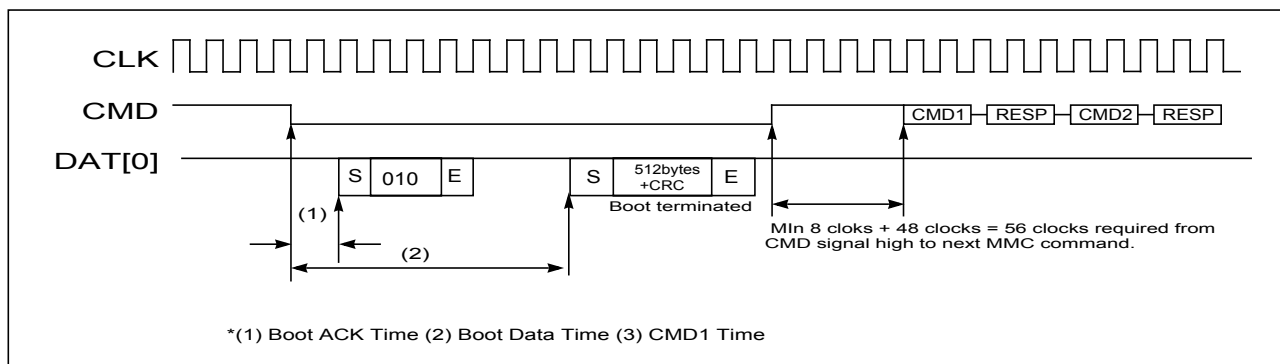 CLK
CMD
CMD1 RESP CMD2 RESP
DAT[0]
S 010 E
S 512bytes +CRC E
Boot terminated
(1)
(2)
MIn 8 cloks + 48 clocks = 56 clocks required from
CMD signal high to next MMC command.
*(1) Boot ACK Time (2) Boot Data Time (3) CMD1 Time